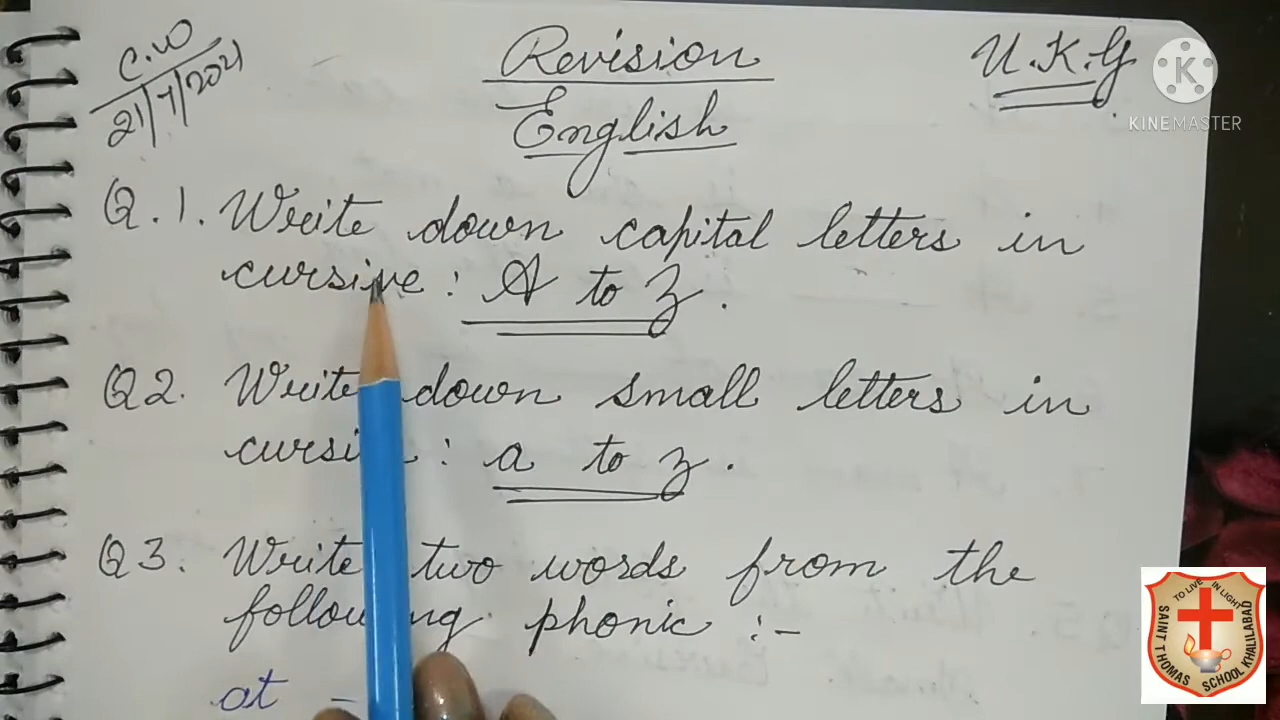 C.W
21/7/2021
Revision
U.K.G
English
Q.1. Write down capital letters in
cursive : A to Z.
Q2. Write down small letters in
cursive : a to z.
Q3. Write two words from the
following phonic :-
at -
KINEMASTER
TO LIVE IN LIGHT
SAINT THOMAS SCHOOL KHALILABAD